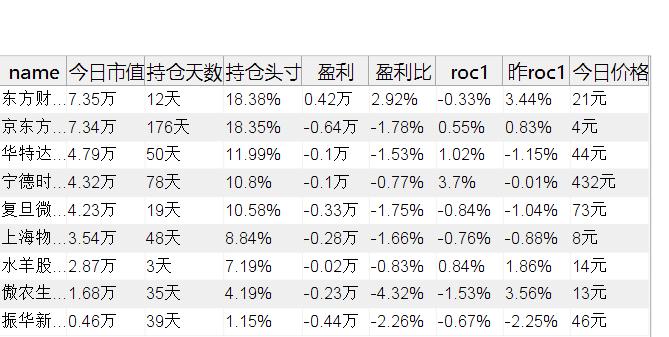 name 今日市值 持仓天数 持仓头寸 盈利 盈利比 roc1 昨roc1 今日价格
东方财... 7.35万 12天 18.38% 0.42万 2.92% -0.33% 3.44% 21元
京东方... 7.34万 176天 18.35% -0.64万 -1.78% 0.55% 0.83% 4元
华特达... 4.79万 50天 11.99% -0.1万 -1.53% 1.02% -1.15% 44元
宁德时... 4.32万 78天 10.8% -0.1万 -0.77% 3.7% -0.01% 432元
复旦微... 4.23万 19天 10.58% -0.33万 -1.75% -0.84% -1.04% 73元
上海物... 3.54万 48天 8.84% -0.28万 -1.66% -0.76% -0.88% 8元
水羊股... 2.87万 3天 7.19% -0.02万 -0.83% 0.84% 1.86% 14元
傲农生... 1.68万 35天 4.19% -0.23万 -4.32% -1.53% 3.56% 13元
振华新... 0.46万 39天 1.15% -0.44万 -2.26% -0.67% -2.25% 46元